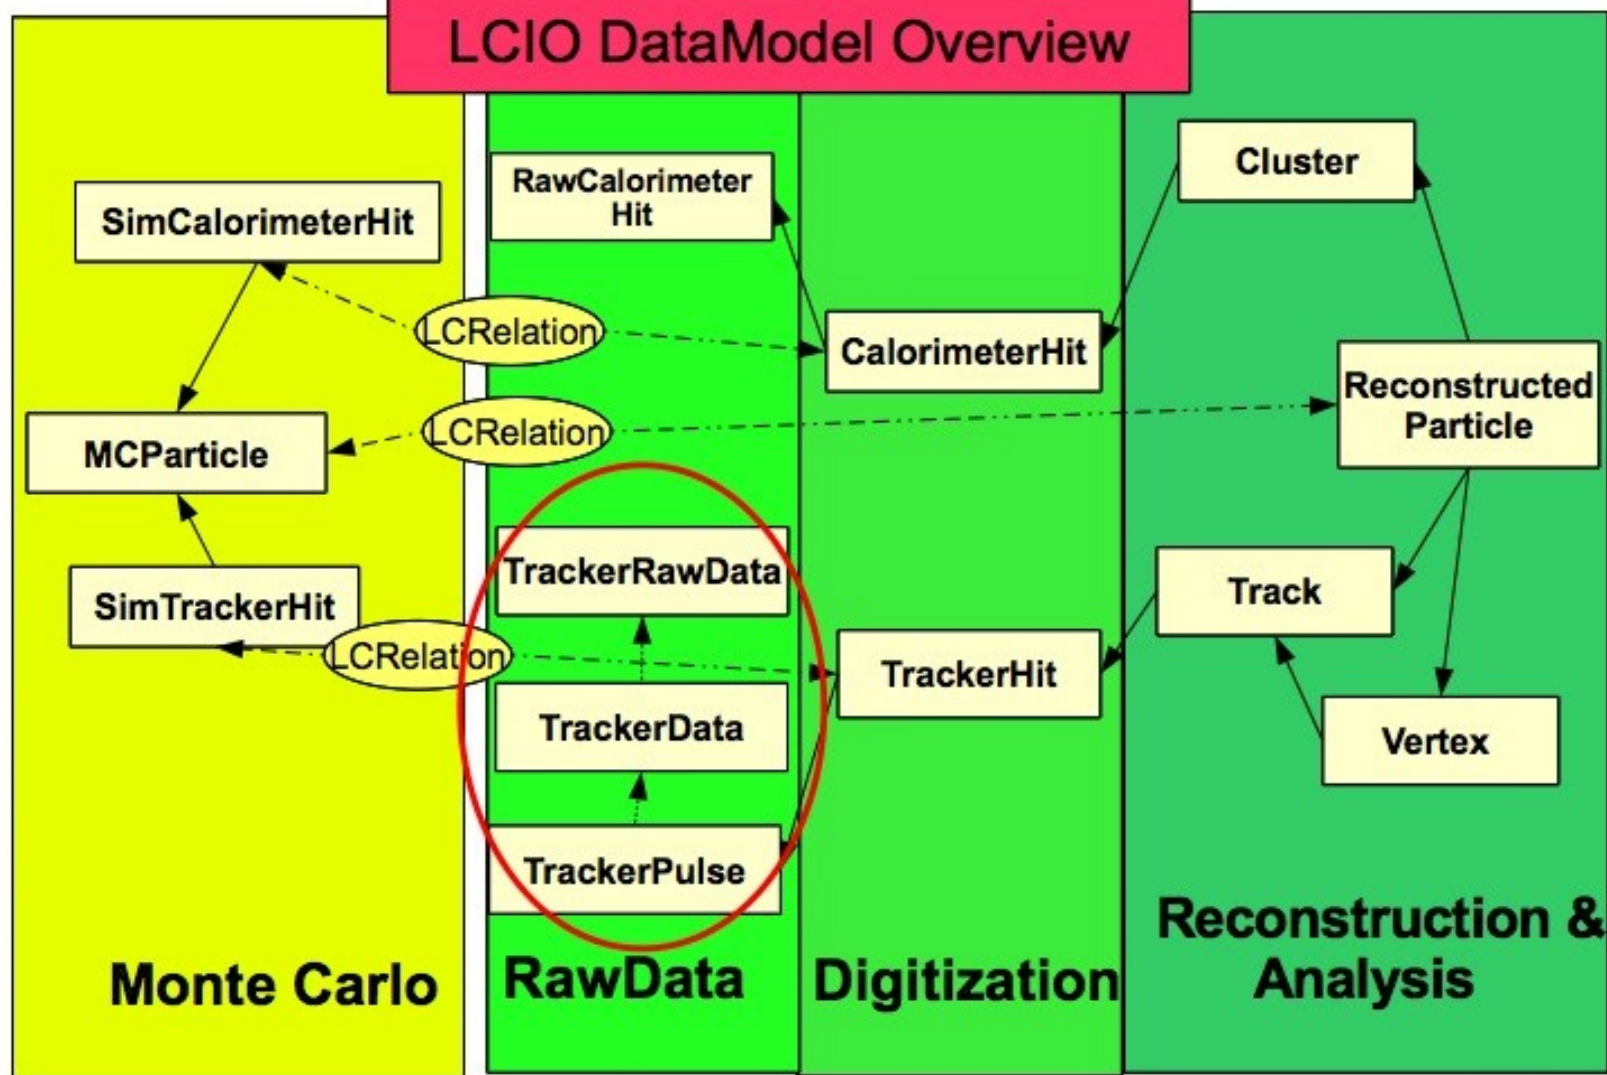 LCIO DataModel Overview
SimCalorimeterHit
MCParticle
SimTrackerHit
LCRelation
LCRelation
LCRelation
Monte Carlo
RawCalorimeter
Hit
TrackerRawData
TrackerData
TrackerPulse
RawData
CalorimeterHit
TrackerHit
Digitization
Cluster
Reconstructed
Particle
Track
Vertex
Reconstruction &
Analysis